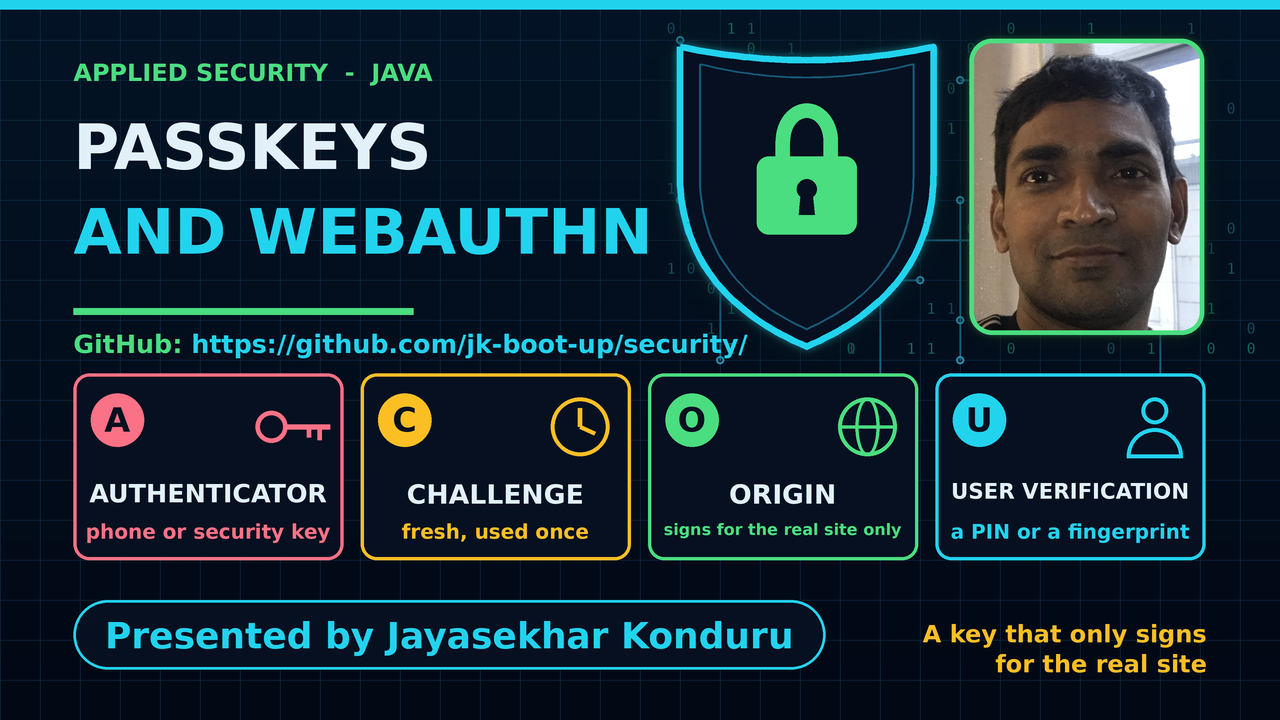 APPLIED SECURITY - JAVA
PASSKEYS
AND WEBAUTHN
GitHub: https://github.com/jk-boot-up/security/
A
AUTHENTICATOR
phone or security key
C
CHALLENGE
fresh, used once
O
ORIGIN
signs for the real site only
U
USER VERIFICATION
a PIN or a fingerprint
Presented by Jayasekhar Konduru
A key that only signs
for the real site